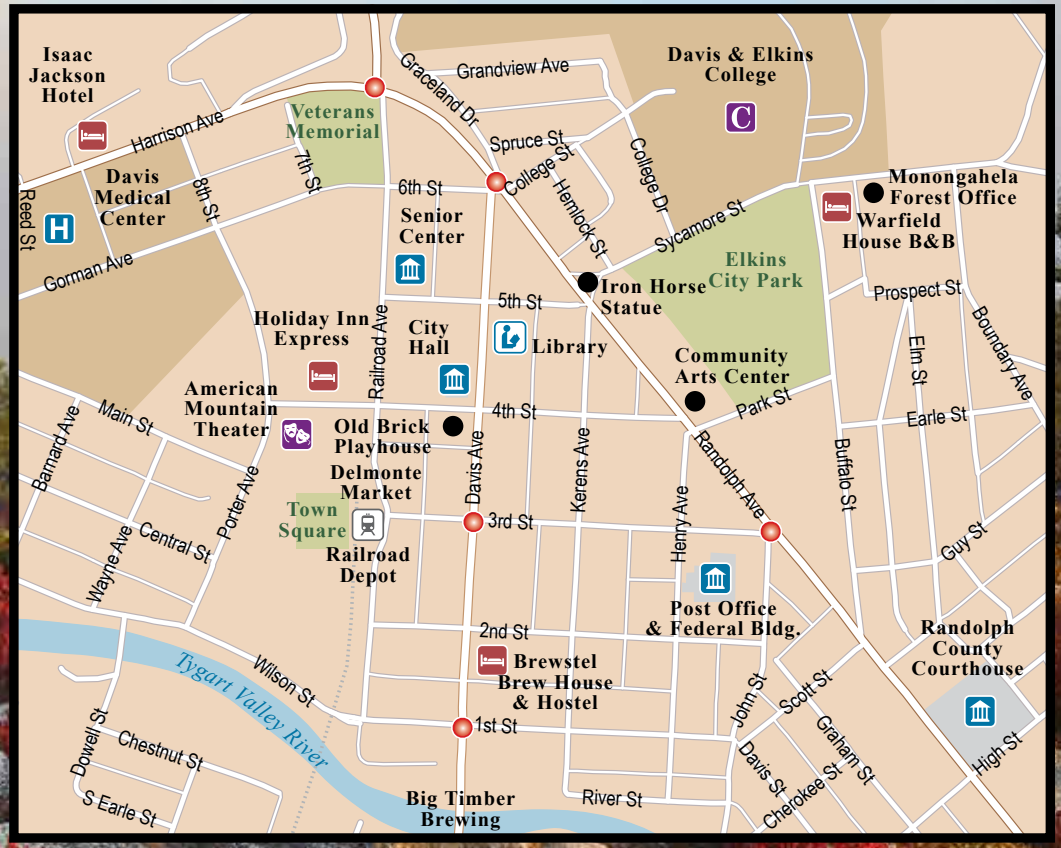 Isaac
Jackson
Hotel
Graceland Dr
Grandview Ave
Davis & Elkins
College
C
Harrison Ave
Veterans
Memorial
Spruce St
College St
College Dr
Davis
Medical
Center
8th St
7th St
6th St
Hemlock St
Monongahela
Forest Office
Reed St
H
Senior
Center
Sycamore St
Warfield
House B&B
Gorman Ave
Elkins
City Park
Iron Horse
Statue
Prospect St
5th St
Boundary Ave
Holiday Inn
Express
Railroad Ave
City
Hall
Library
Elm St
Community
Arts Center
American
Mountain
Theater
Park St
Main St
Barnard Ave
4th St
Earle St
Old Brick
Playhouse
Davis Ave
Kerens Ave
Randolph Ave
Buffalo St
Delmonte
Market
Porter Ave
Town
Square
3rd St
Henry Ave
Central St
Guy St
Railroad
Depot
Wayne Ave
Post Office
& Federal Bldg.
2nd St
Randolph
County
Courthouse
Tygart Valley River
Wilson St
Brewstel
Brew House
& Hostel
John St
Scott St
1st St
Dowell St
Chestnut St
Davis St
Graham St
High St
S Earle St
Big Timber
Brewing
River St
Cherokee St